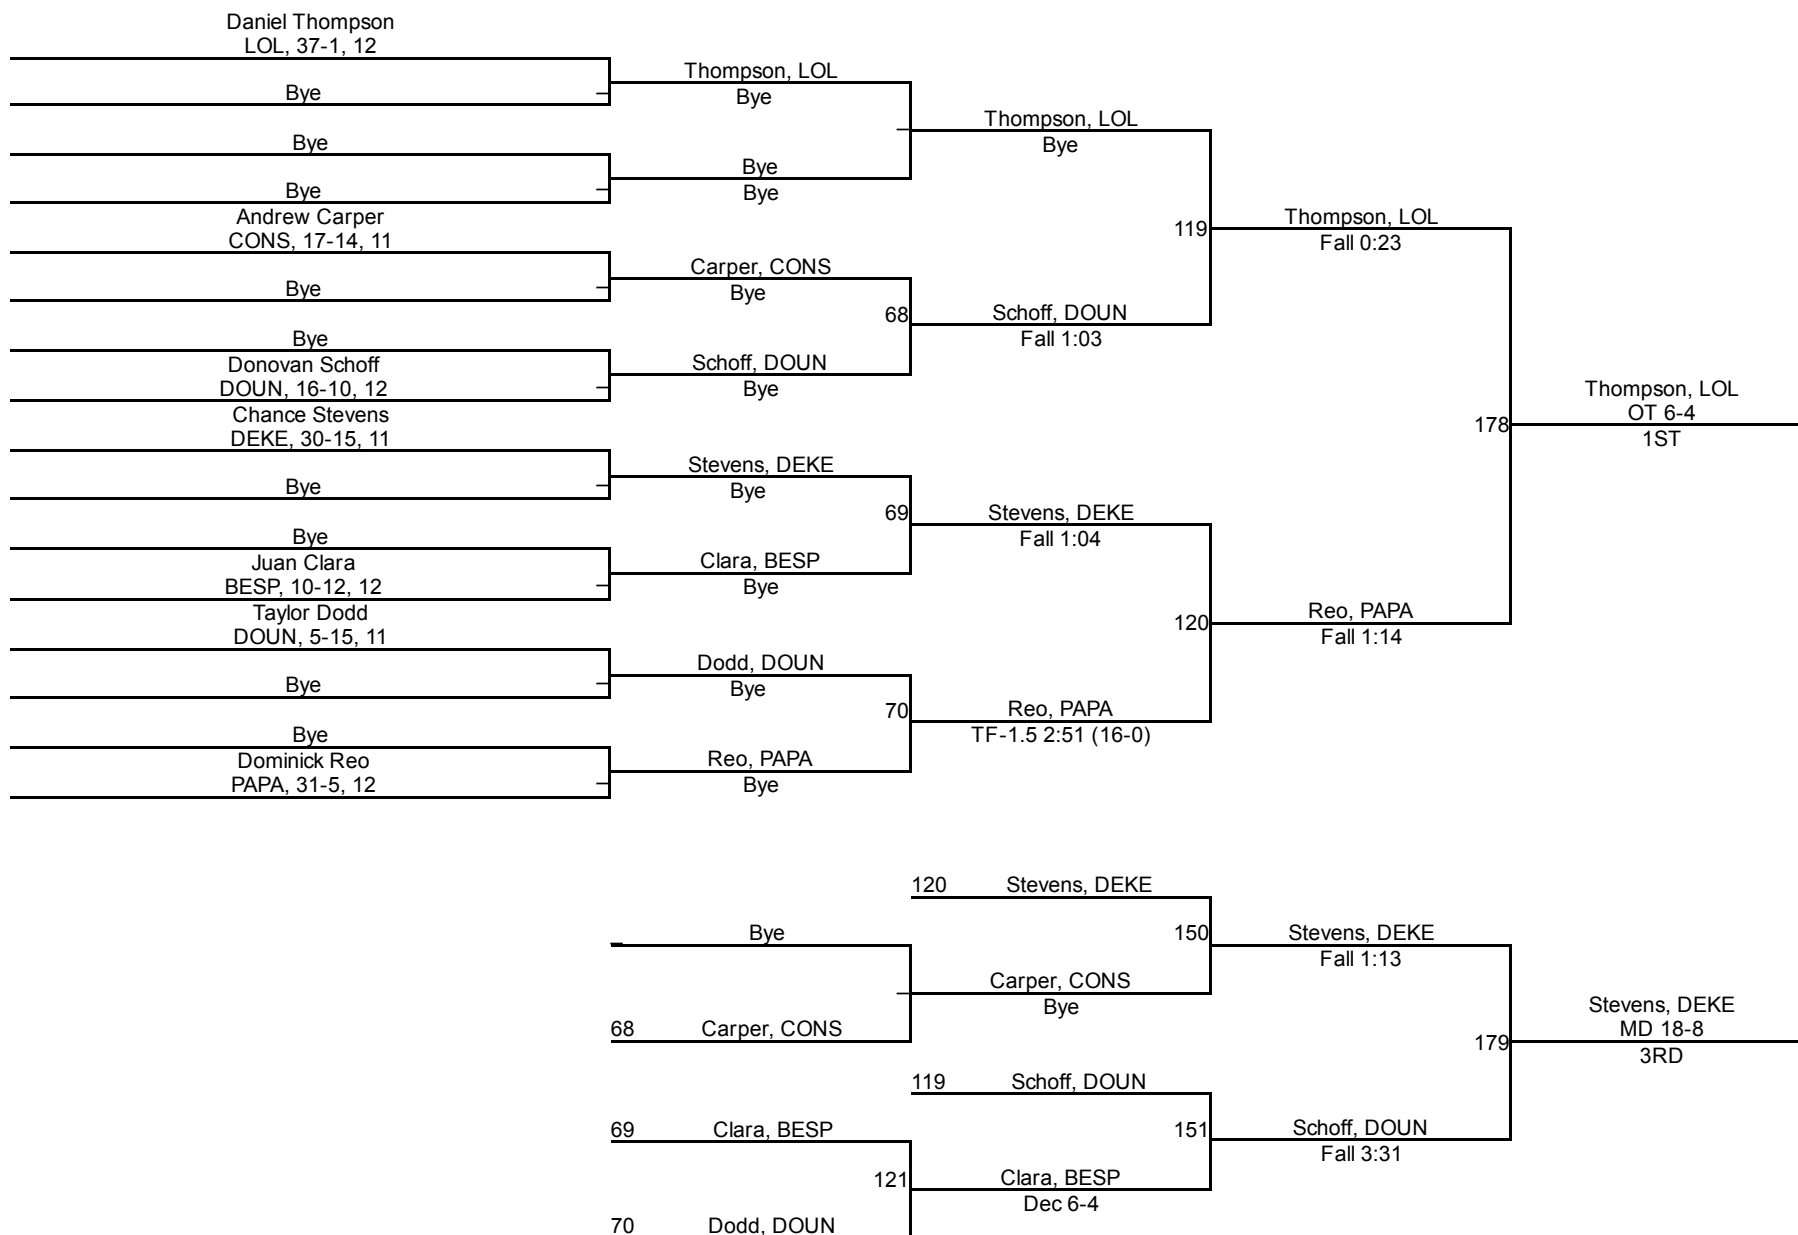 Daniel Thompson
LOL, 37-1, 12
Bye
Bye
Bye
Andrew Carper
CONS, 17-14, 11
Bye
Bye
Donovan Schoff
DOUN, 16-10, 12
Chance Stevens
DEKE, 30-15, 11
Bye
Bye
Juan Clara
BESP, 10-12, 12
Taylor Dodd
DOUN, 5-15, 11
Bye
Bye
Dominick Reo
PAPA, 31-5, 12
Thompson, LOL
Bye
Bye
Bye
Carper, CONS
Bye
68
Schoff, DOUN
Bye
Stevens, DEKE
Bye
69
Clara, BESP
Bye
Dodd, DOUN
Bye
70
Reo, PAPA
Bye
Thompson, LOL
Bye
119
Schoff, DOUN
Fall 1:03
Stevens, DEKE
Fall 1:04
120
Reo, PAPA
TF-1.5 2:51 (16-0)
Thompson, LOL
Fall 0:23
178
Reo, PAPA
Fall 1:14
Thompson, LOL
OT 6-4
1ST
120 Stevens, DEKE
Bye
150
Carper, CONS
Bye
68 Carper, CONS
Stevens, DEKE
Fall 1:13
119 Schoff, DOUN
69 Clara, BESP
151
121
Clara, BESP
Dec 6-4
70 Dodd, DOUN
Schoff, DOUN
Fall 3:31
179
Stevens, DEKE
MD 18-8
3RD